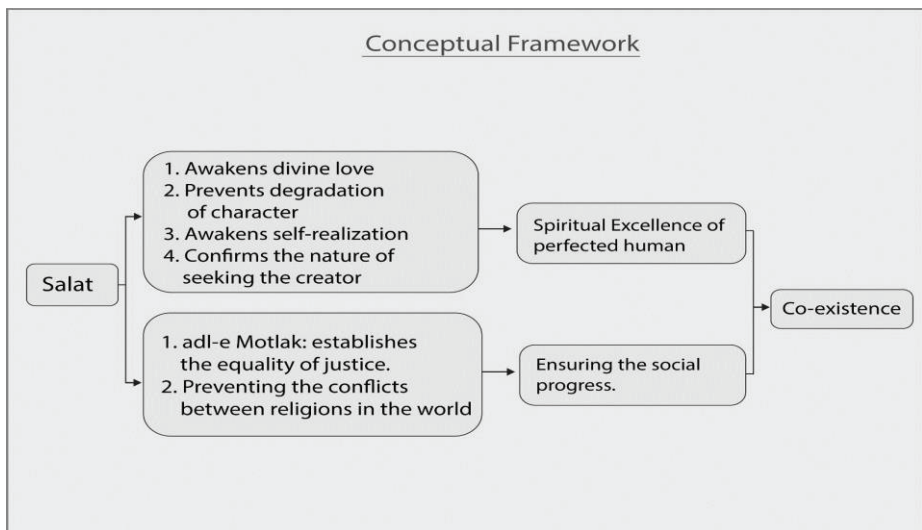 Conceptual Framework
Salat
1. Awakens divine love
2. Prevents degradation
of character
3. Awakens self-realization
4. Confirms the nature of
seeking the creator
1. adl-e Motlak: establishes
the equality of justice.
2. Preventing the conflicts
between religions in the world
Spiritual Excellence of
perfected human
Ensuring the social
progress.
Co-existence